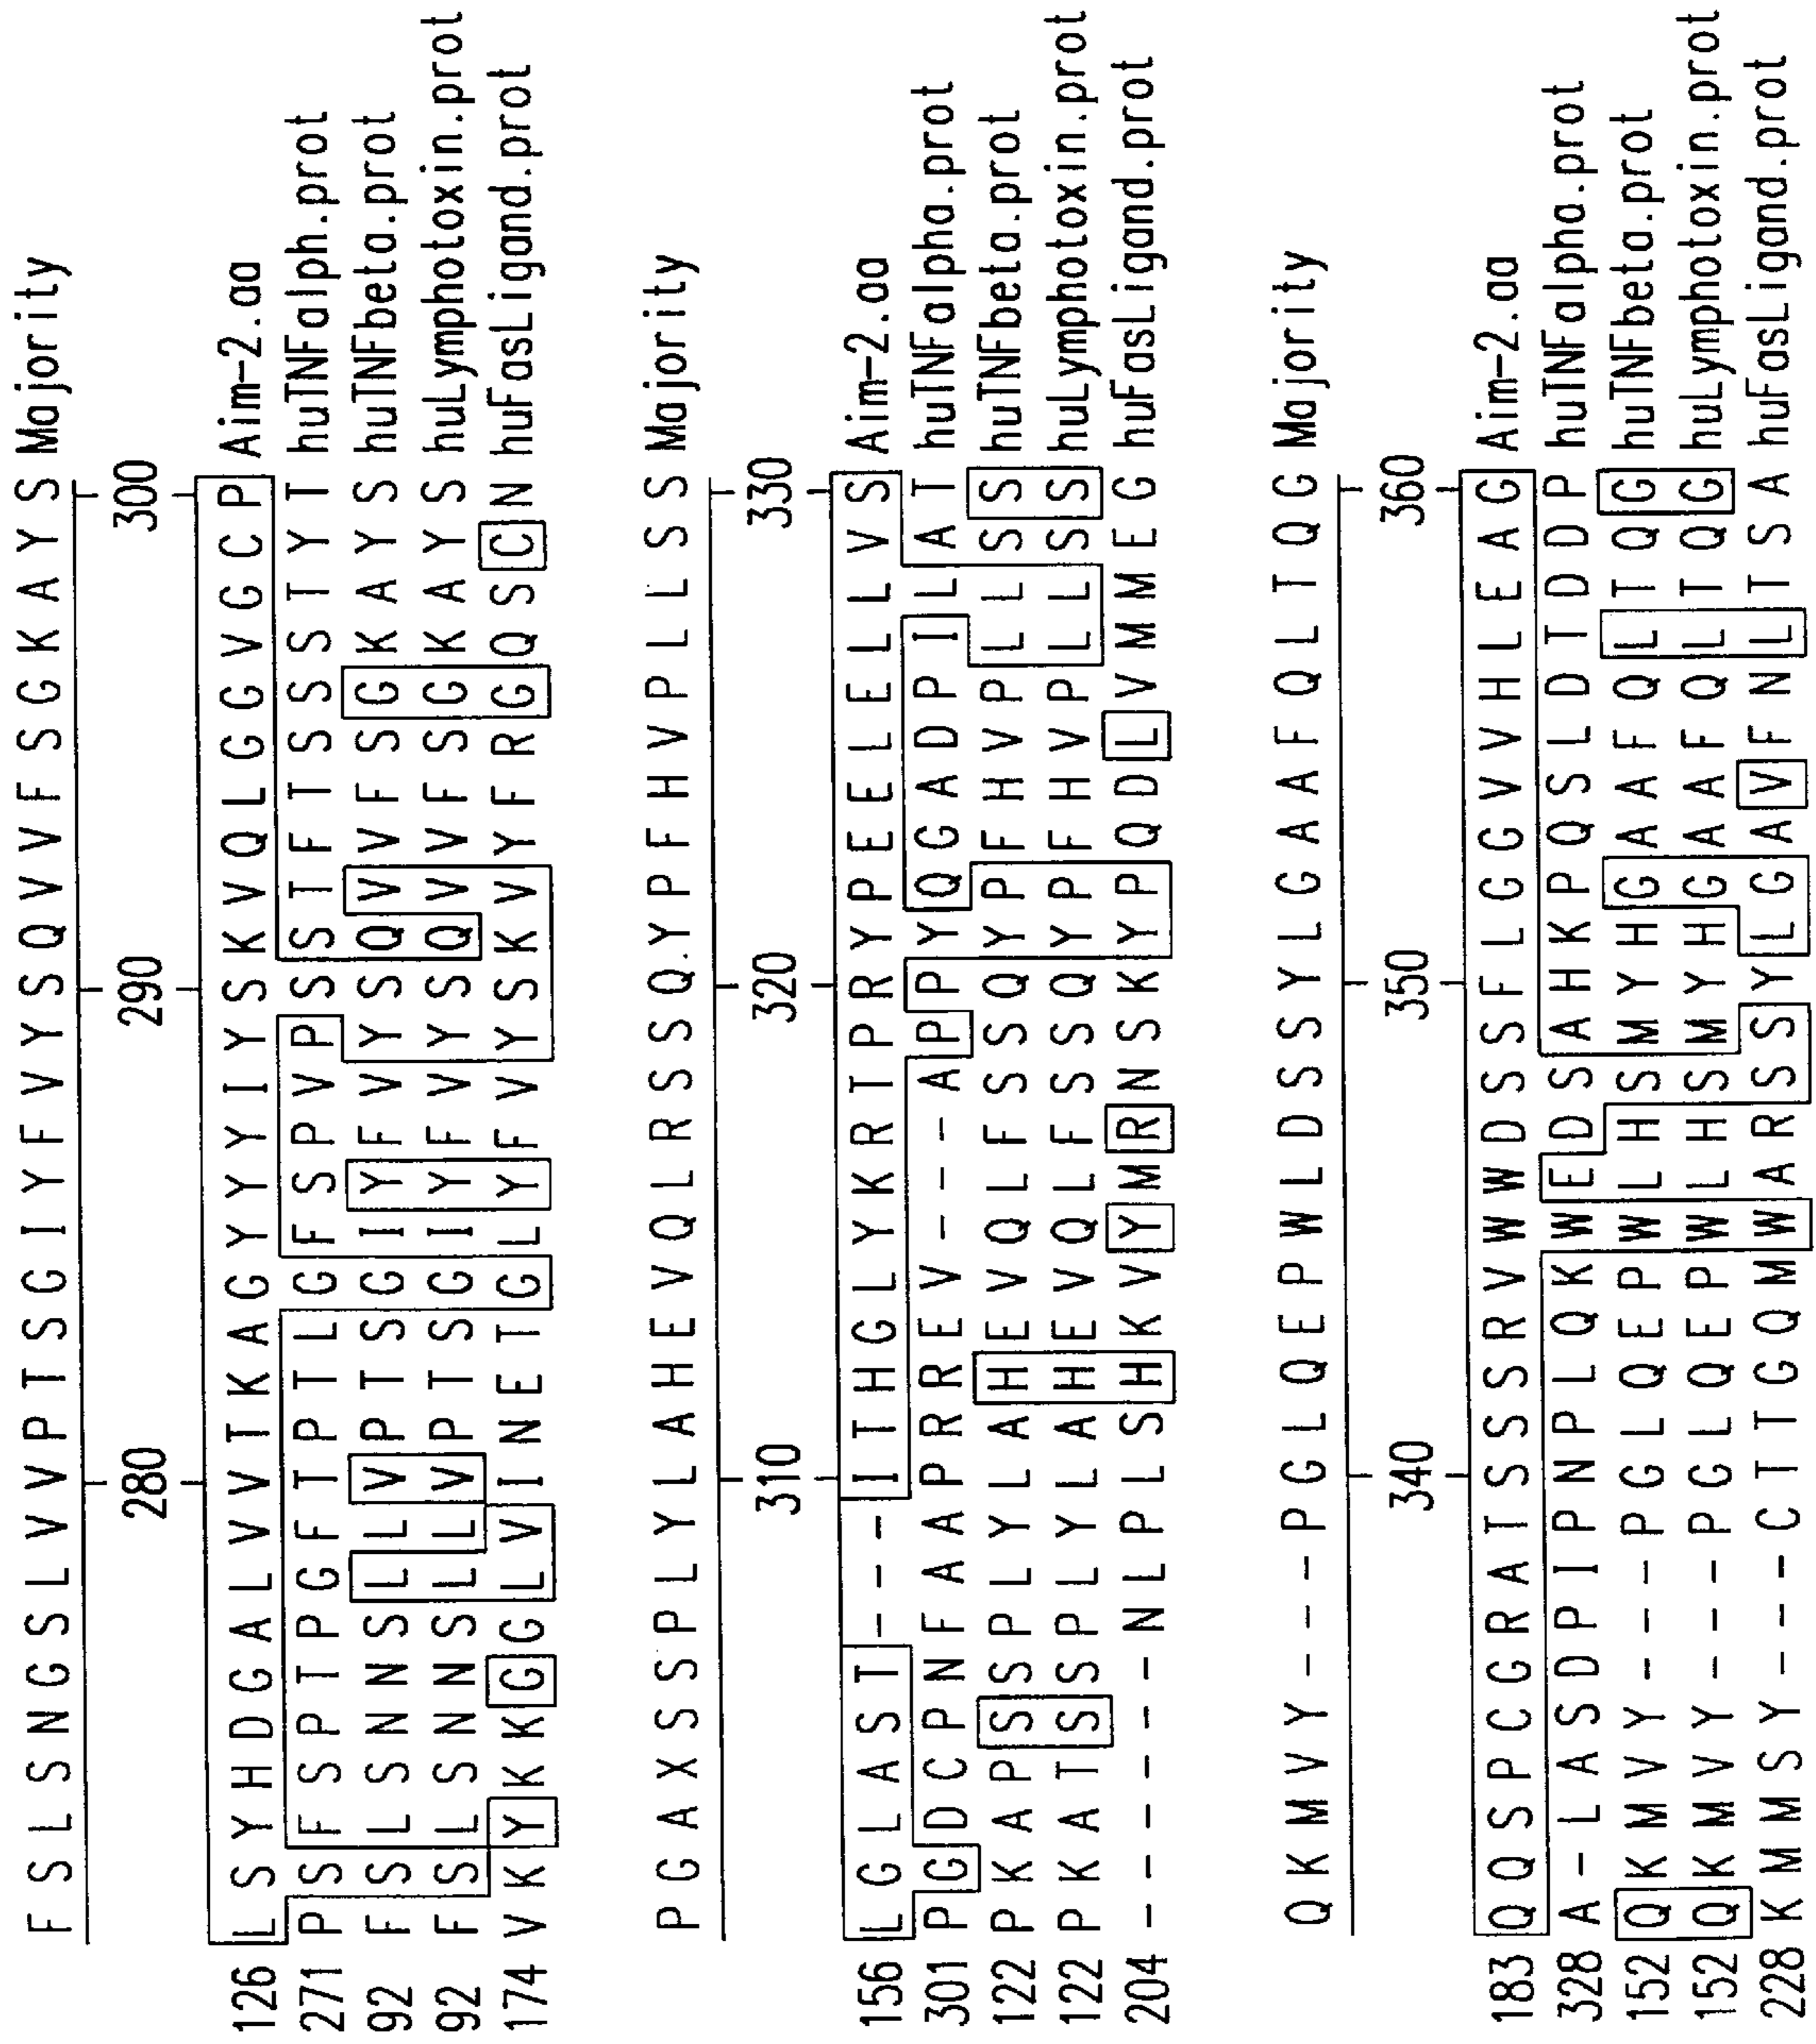 F S L S N G S L V V P T S G I Y F V Y S Q V V F S G K A Y S Majority
280 290 300
126 L S Y H D G A L V V T K A G Y Y Y I Y S K V Q L G G V G C P Aim-2.aa
271 P S F S P T P G F T P T L G F S P V P S S T F T S S S T Y T huTNFalph.prot
92 F S L S N N S L L V P T S G I Y F V Y S Q V V F S G K A Y S huTNFbeta.prot
92 F S L S N N S L L V P T S G I Y F V Y S Q V V F S G K A Y S huLymphotoxin.prot
174 V K Y K K G G L V I N E T G L Y F V Y S K V Y F R G Q S C N huFasLigand.prot
P G A X S S P L Y L A H E V Q L R S S Q Y P F H V P L L S S Majority
310 320 330
156 L G L A S T - - - I T H G L Y K R T P R Y P E E L E L L V S Aim-2.aa
301 P G D C P N F A A P R R E V - - - A P P Y Q G A D P I L A T huTNFalpha.prot
122 P K A P S S P L Y L A H E V Q L F S S Q Y P F H V P L L S S huTNFbeta.prot
122 P K A T S S P L Y L A H E V Q L F S S Q Y P F H V P L L S S huLymphotoxin.prot
204 - - - - - - N L P L S H K V Y M R N S K Y P Q D L V M M E G huFasLigand.prot
Q K M V Y - - - P G L Q E P W L D S S Y L G A A F Q L T Q G Majority
340 350 360
183 Q Q S P C G R A T S S S R V W W D S S F L G G V V H L E A G Aim-2.aa
328 A - L A S D P I P N P L Q K W E D S A H K P Q S L D T D D P huTNFalpha.prot
152 Q K M V Y - - - P G L Q E P W L H S M Y H G A A F Q L T Q G huTNFbeta.prot
152 Q K M V Y - - - P G L Q E P W L H S M Y H G A A F Q L T Q G huLymphotoxin.prot
228 K M M S Y - - - C T T G Q M W A R S S Y L G A V F N L T S A huFasLigand.prot